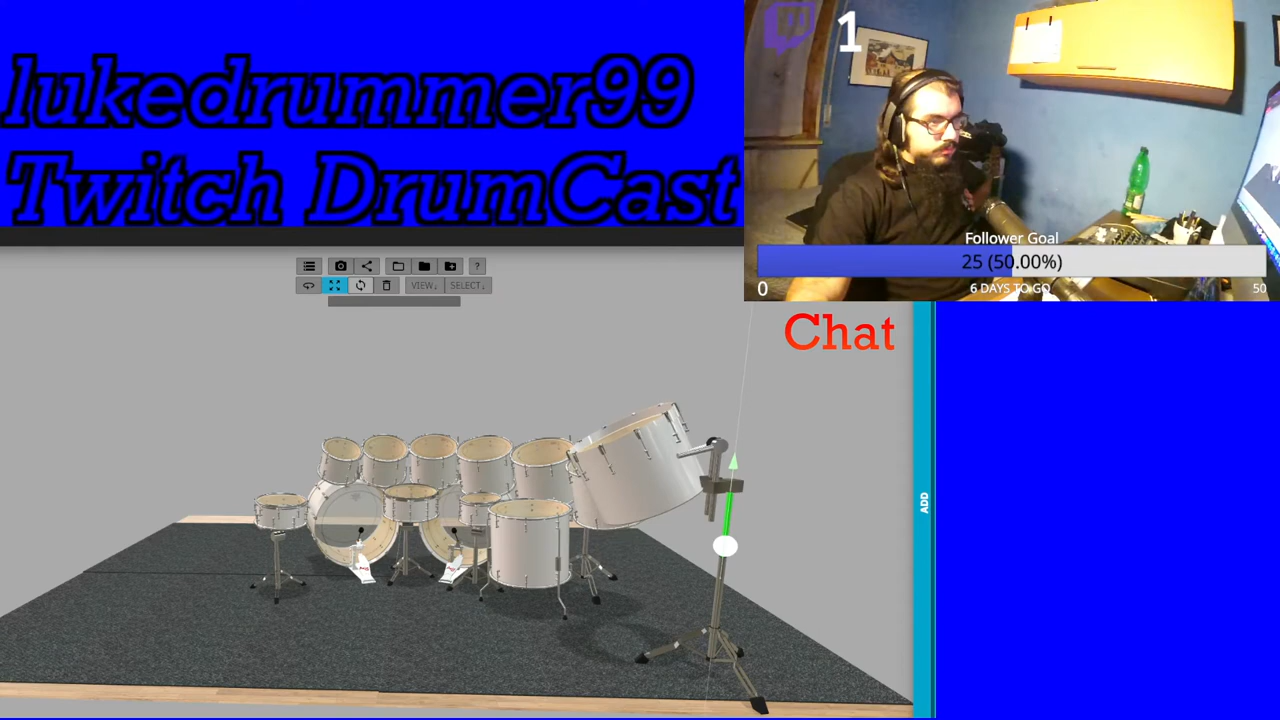 lukedrummer99
Twitch DrumCast
1
Follower Goal
25 (50.00%)
0
6 DAYS TO GO
50
?
VIEW↓
SELECT↓
Chat
ADD